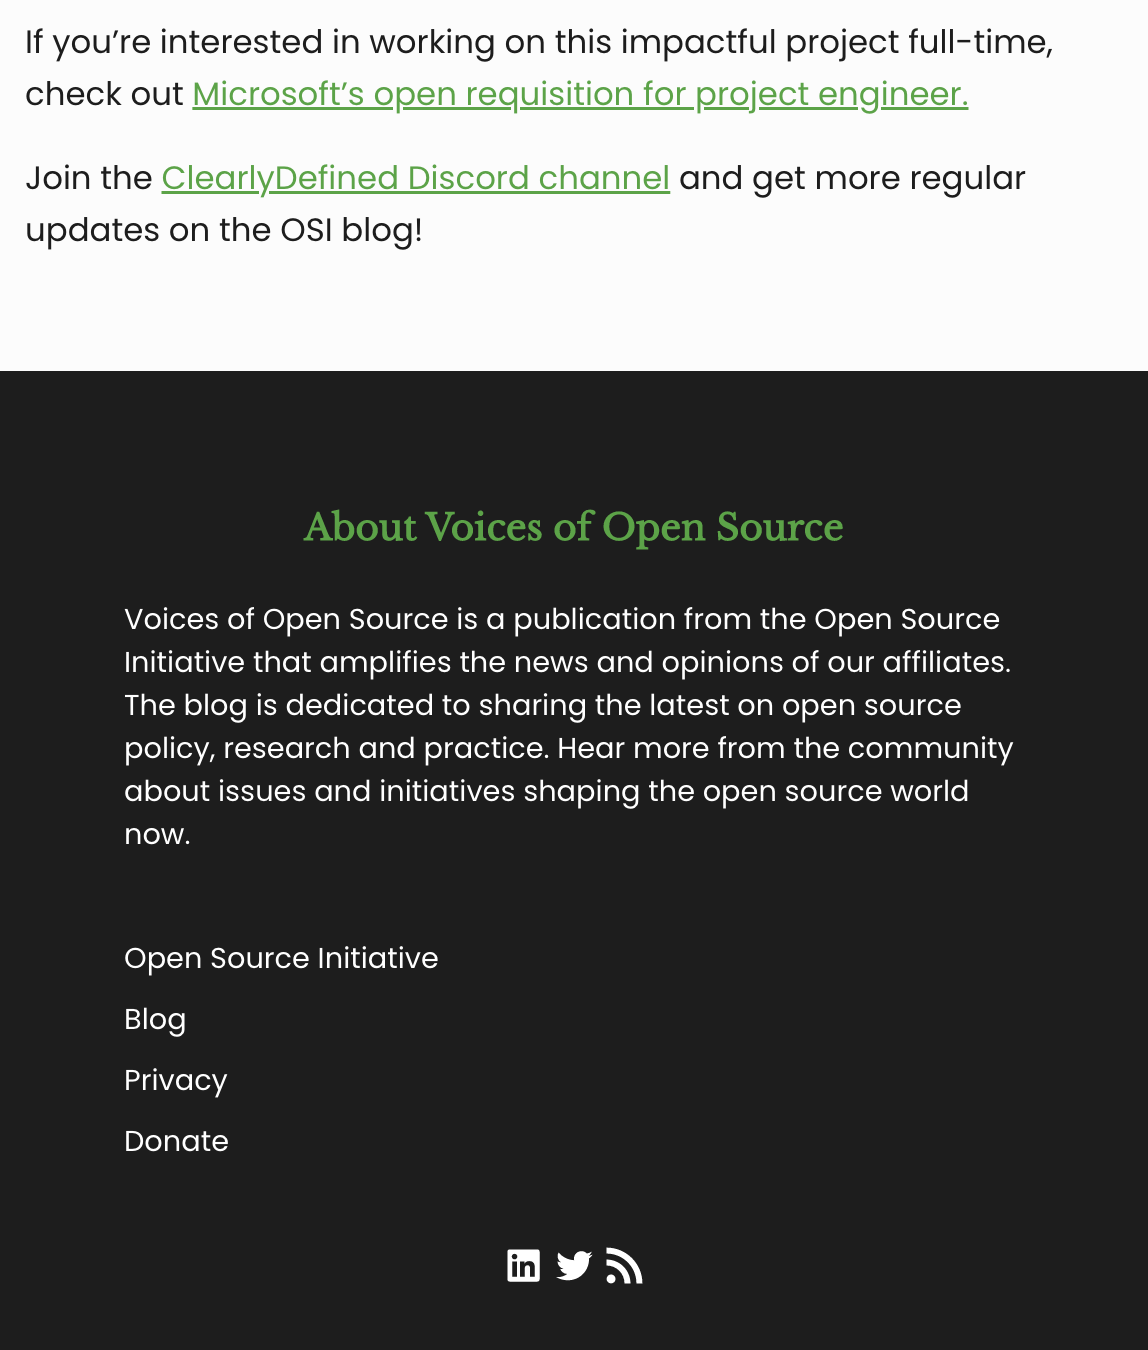 If you’re interested in working on this impactful project full-time,
check out Microsoft’s open requisition for project engineer.
Join the ClearlyDefined Discord channel and get more regular
updates on the OSI blog!
About Voices of Open Source
Voices of Open Source is a publication from the Open Source
Initiative that amplifies the news and opinions of our affiliates.
The blog is dedicated to sharing the latest on open source
policy, research and practice. Hear more from the community
about issues and initiatives shaping the open source world
now.
Open Source Initiative
Blog
Privacy
Donate